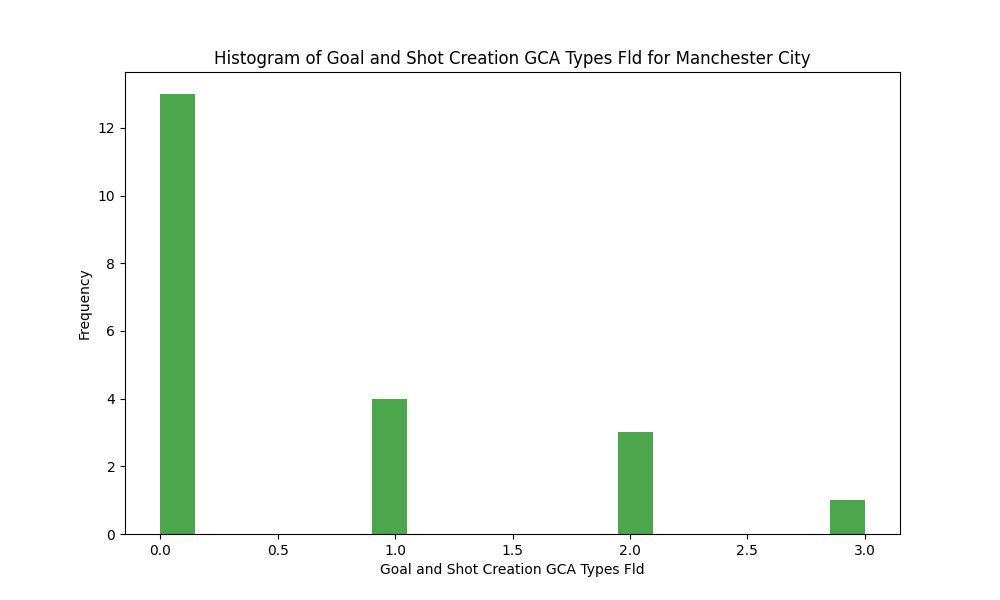 Histogram of Goal and Shot Creation GCA Types Fld for Manchester City
Frequency
12
10
8
6
4
2
0
0.0 0.5 1.0 1.5 2.0 2.5 3.0
Goal and Shot Creation GCA Types Fld